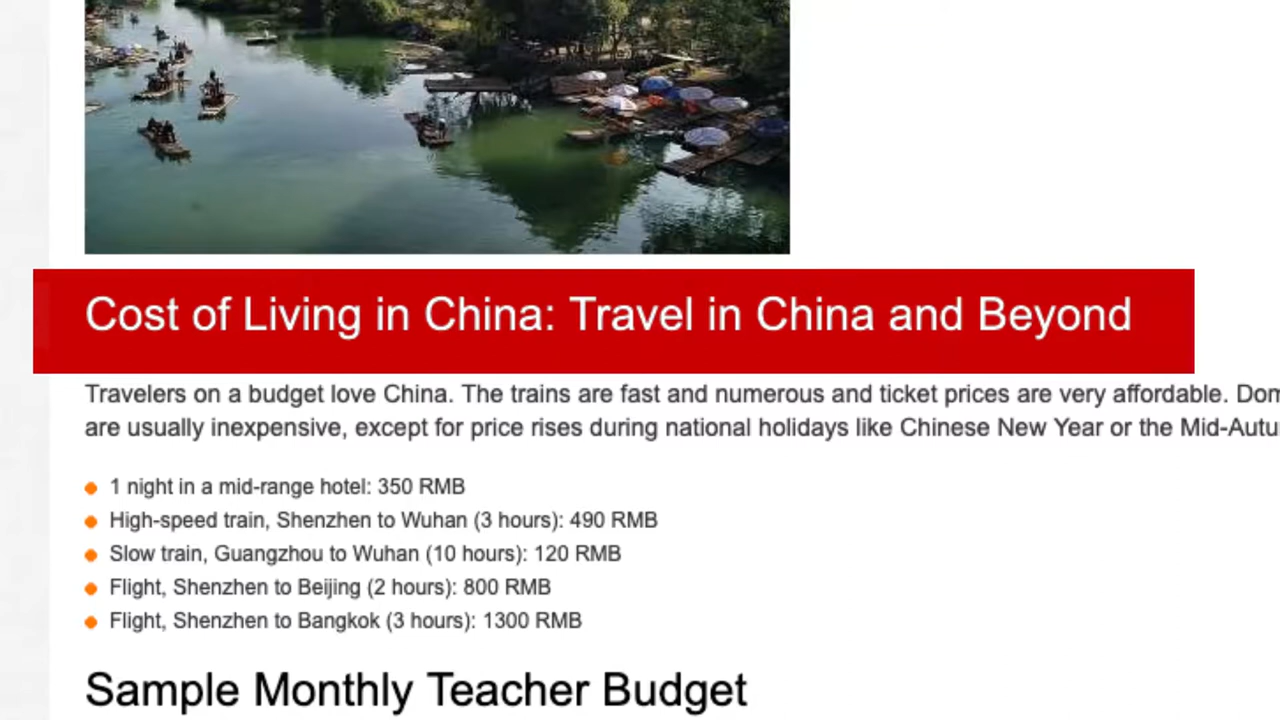 Cost of Living in China: Travel in China and Beyond
Travelers on a budget love China. The trains are fast and numerous and ticket prices are very affordable.
are usually inexpensive, except for price rises during national holidays like Chinese New Year or the
1 night in a mid-range hotel: 350 RMB
High-speed train, Shenzhen to Wuhan (3 hours): 490 RMB
Slow train, Guangzhou to Wuhan (10 hours): 120 RMB
Flight, Shenzhen to Beijing (2 hours): 800 RMB
Flight, Shenzhen to Bangkok (3 hours): 1300 RMB
Sample Monthly Teacher Budget